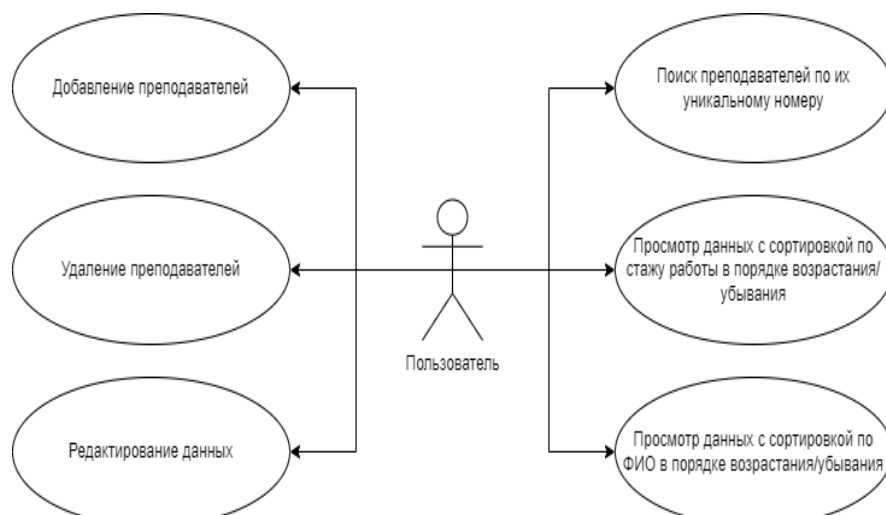 Добавление преподавателей
Поиск преподавателей по их
уникальному номеру
Удаление преподавателей
Просмотр данных с сортировкой по
стажу работы в порядке возрастания/
убывания
Пользователь
Редактирование данных
Просмотр данных с сортировкой по
ФИО в порядке возрастания/убывания